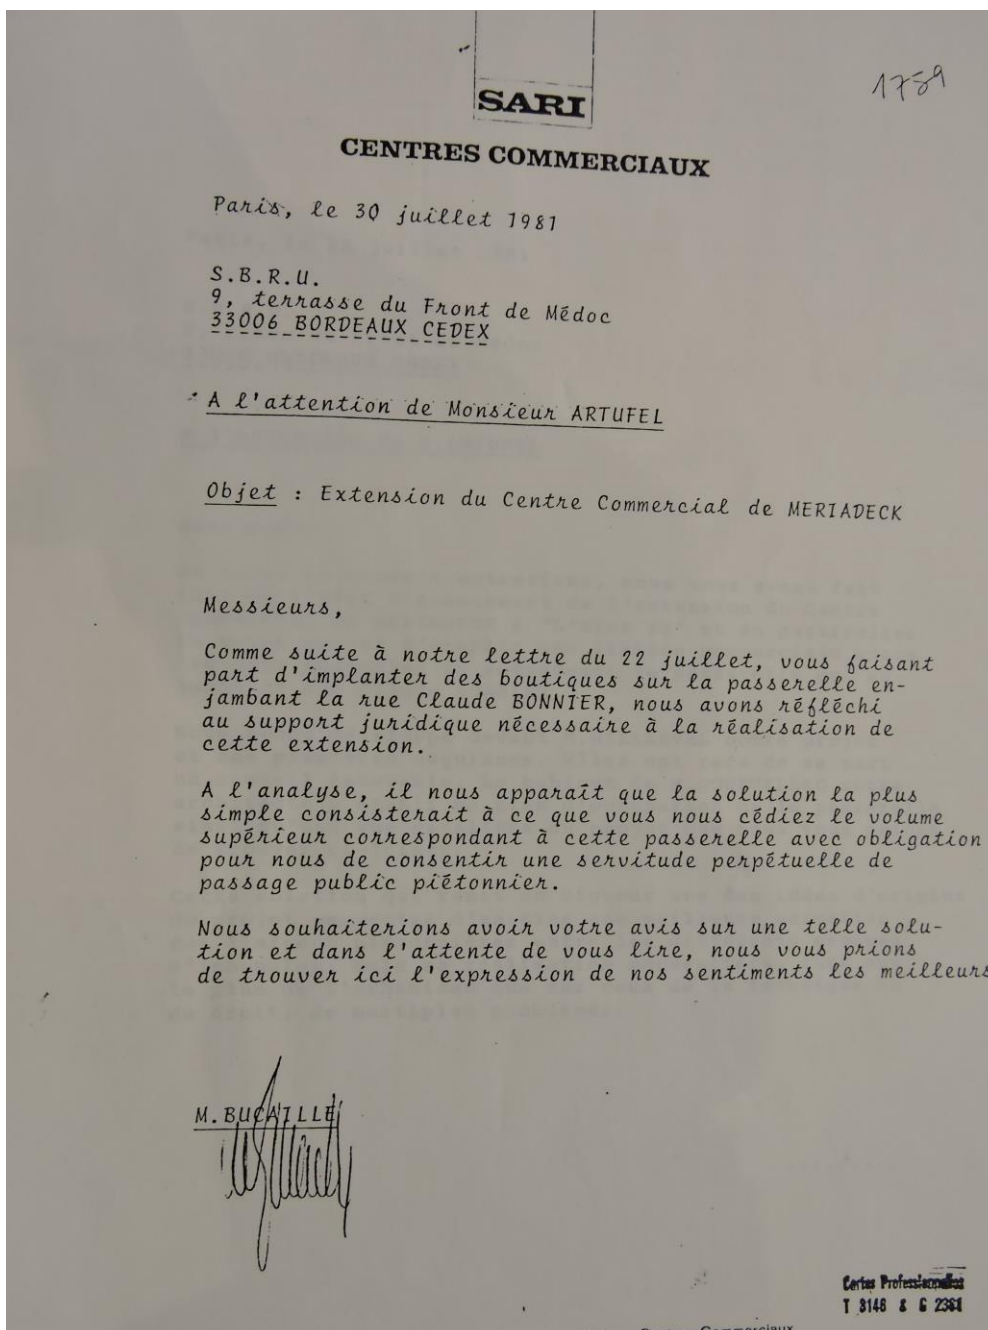 1789
SARI
CENTRES COMMERCIAUX
Paris, le 30 juillet 1981
S.B.R.U.
9, terrasse du Front de Médoc
33006 BORDEAUX CEDEX
A l'attention de Monsieur ARTUFEL
Objet : Extension du Centre Commercial de MERIADECK
Messieurs,
Comme suite à notre lettre du 22 juillet, vous faisant
part d'implanter des boutiques sur la passerelle en-
jambant la rue Claude BONNIER, nous avons réfléchi
au support juridique nécessaire à la réalisation de
cette extension.
A l'analyse, il nous apparaît que la solution la plus
simple consisterait à ce que vous nous cédiez le volume
supérieur correspondant à cette passerelle avec obligation
pour nous de consentir une servitude perpétuelle de
passage public piétonnier.
Nous souhaiterions avoir votre avis sur une telle solu-
tion et dans l'attente de vous lire, nous vous prions
de trouver ici l'expression de nos sentiments les meilleurs
M. BUCAILLE
Cartes Professionnelles
T 3148 & G 2361